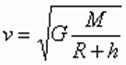 v = √(G M/(R + h))